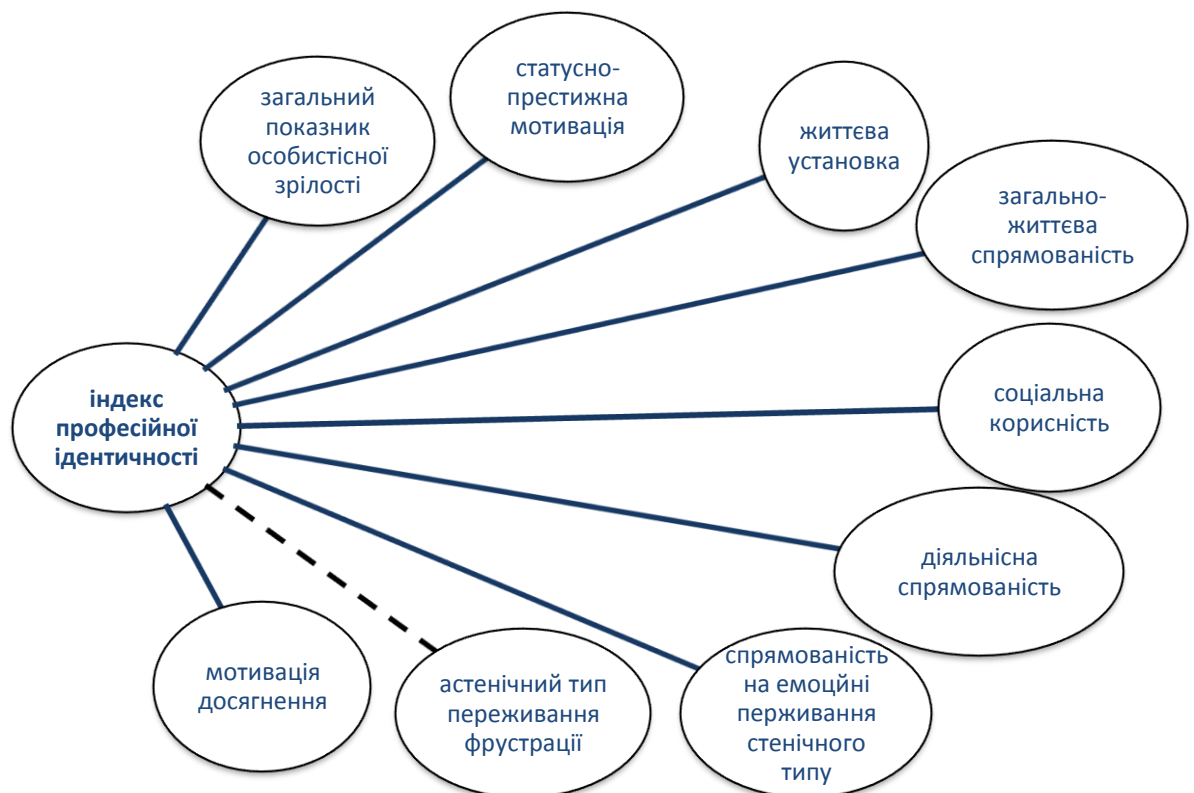 загальний
показник
особистісної
зрілості
статусно-
престижна
мотивація
життєва
установка
загально-
життєва
спрямованість
соціальна
корисність
діяльнісна
спрямованість
спрямованість
на емоцйні
перживання
стенічного
типу
астенічний тип
переживання
фрустрації
мотивація
досягнення
індекс
професійної
ідентичності